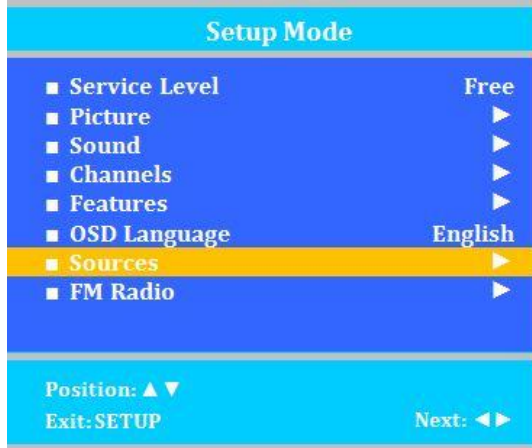 Setup Mode
■ Service Level Free
■ Picture ▶
■ Sound ▶
■ Channels ▶
■ Features ▶
■ OSD Language English
■ Sources ▶
■ FM Radio ▶
Position: ▲ ▼
Exit: SETUP Next: ◀▶